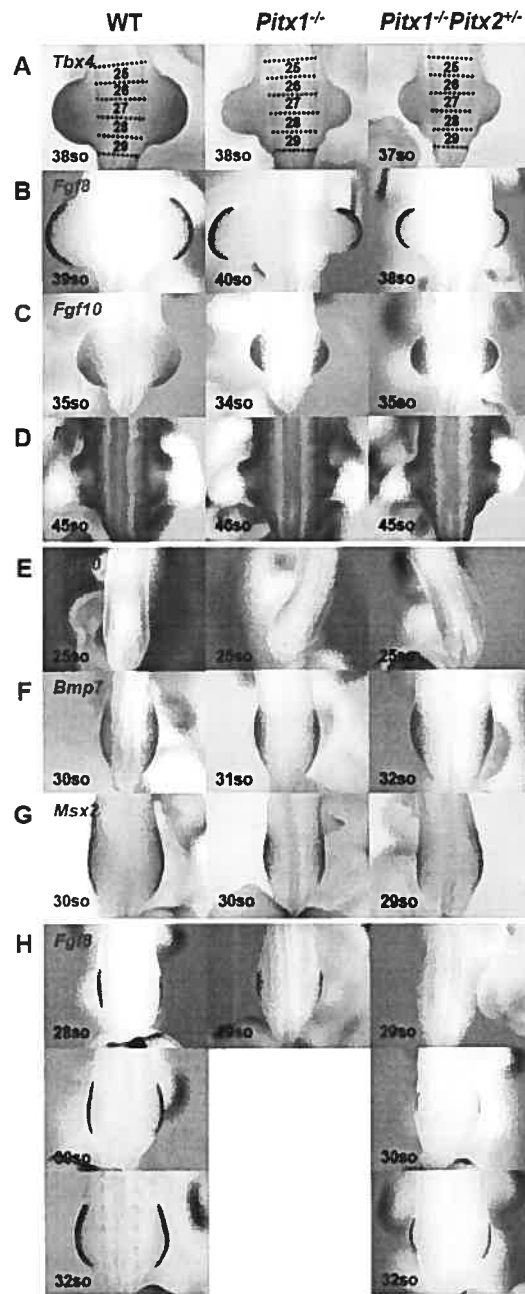 WT Pitx1-/- Pitx1-/-Pitx2+/-
A Tbx4
25 25 25
26 26 26
27 27 27
28 28 28
29 29 29
38so 38so 37so
B Fgf8
39so 40so 38so
C Fgf10
35so 34so 35so
D
45so 45so
E
25so 25so 25so
F Bmp7
30so 31so 32so
G Msx2
30so 30so 29so
H Fgf8
28so 29so 29so
30so 30so
32so 32so